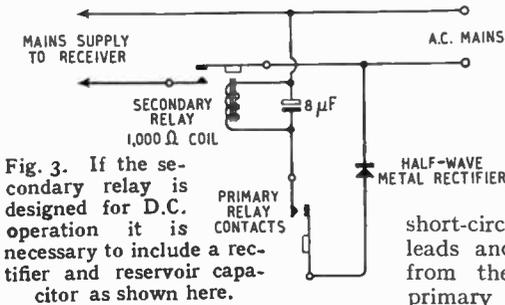 MAINS SUPPLY
TO RECEIVER
A.C. MAINS
SECONDARY
RELAY
1,000 Ω COIL
8 µF
PRIMARY
RELAY
CONTACTS
HALF-WAVE
METAL RECTIFIER
Fig. 3. If the se-
condary relay is
designed for D.C.
operation it is
necessary to include a rec-
tifier and reservoir capa-
citor as shown here.
short-circ
leads and
from the
primary